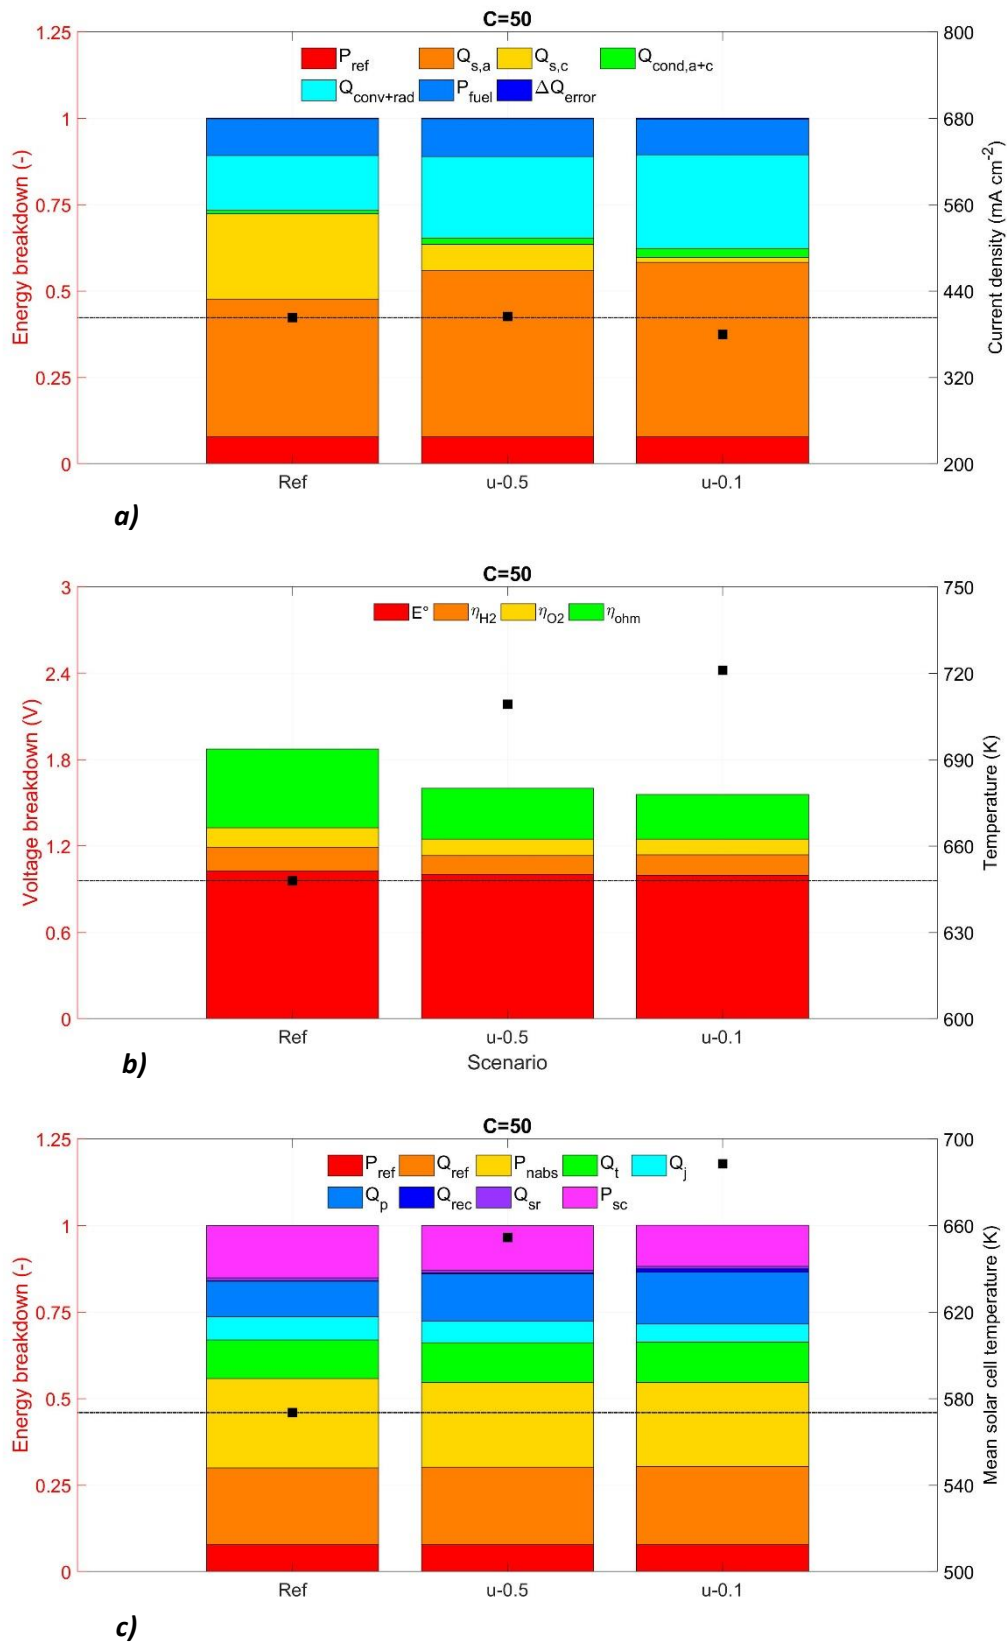 C=50
1.25
1
0.75
0.5
0.25
0
Energy breakdown (-)
P_ref Q_s,a Q_s,c Q_cond,a+c
Q_conv+rad P_fuel ΔQ_error
800
680
560
440
320
200
Current density (mA cm^-2)
Ref u-0.5 u-0.1
a)
C=50
3
2.4
1.8
1.2
0.6
0
Voltage breakdown (V)
E° η_H2 η_O2 η_ohm
750
720
690
660
630
600
Temperature (K)
Ref u-0.5 u-0.1
Scenario
b)
C=50
1.25
1
0.75
0.5
0.25
0
Energy breakdown (-)
P_ref Q_ref P_nabs Q_t Q_j
Q_p Q_rec Q_sr P_sc
700
660
620
580
540
500
Mean solar cell temperature (K)
Ref u-0.5 u-0.1
c)